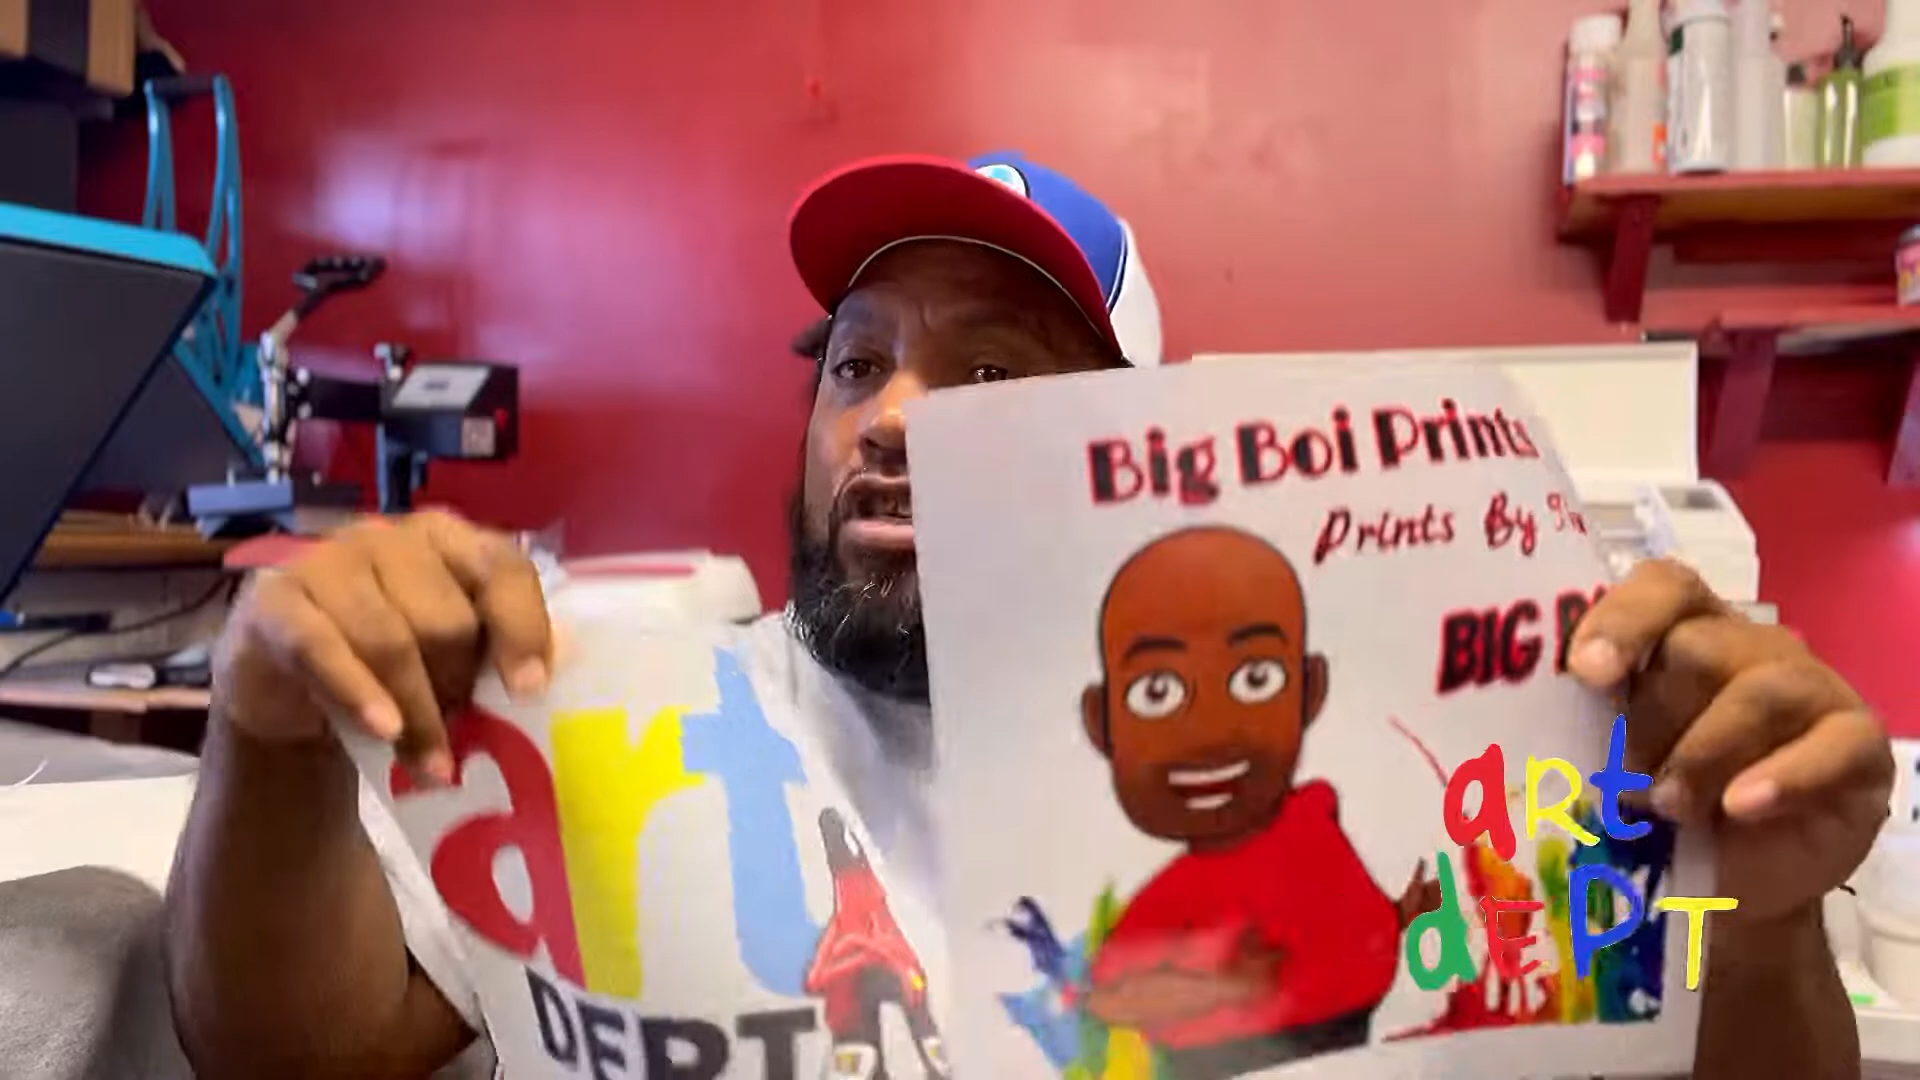 Big Boi Prints
Prints By
BIG
art
DEPT
art
dEPT